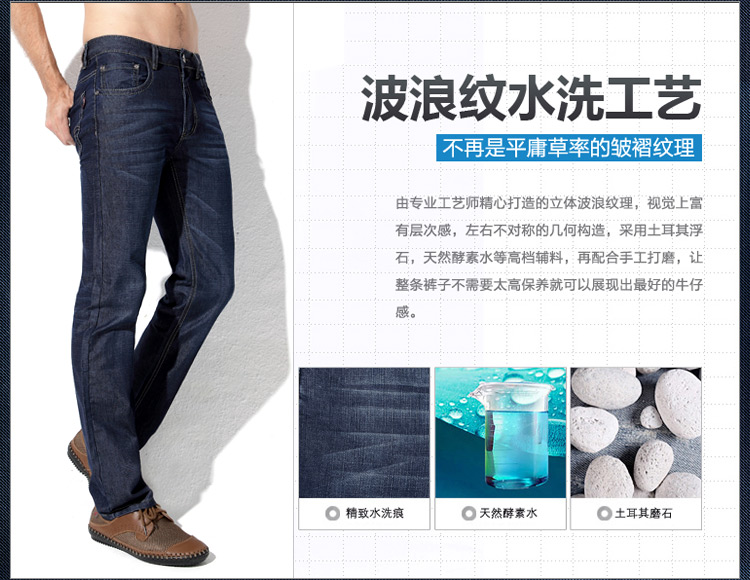 波浪纹水洗工艺
不再是平庸草率的皱褶纹理
由专业工艺师精心打造的立体波浪纹理，视觉上富
有层次感，左右不对称的几何构造，采用土耳其浮
石，天然酵素水等高档辅料，再配合手工打磨，让
整条裤子不需要太高保养就可以展现出最好的牛仔
感。
精致水洗痕
天然酵素水
土耳其磨石